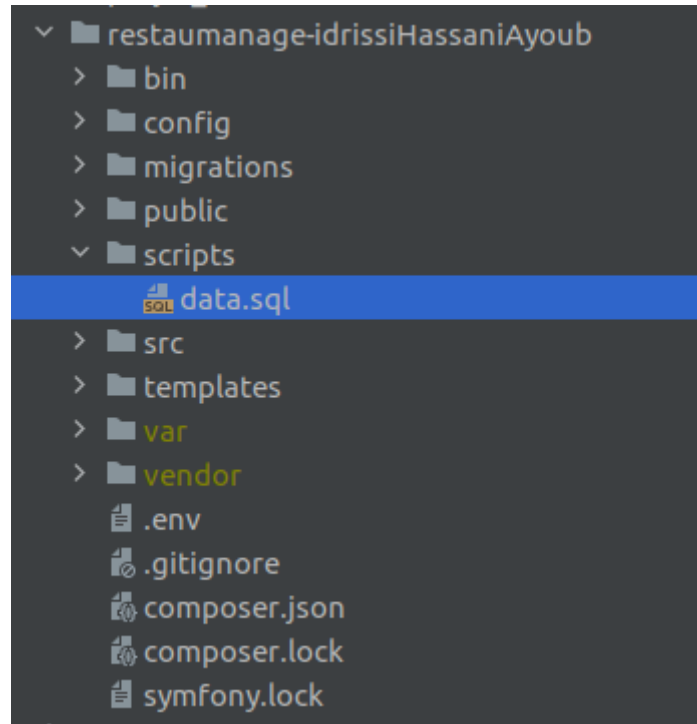 restaumanage-idrissiHassaniAyoub
bin
config
migrations
public
scripts
SQL data.sql
src
templates
var
vendor
.env
.gitignore
composer.json
composer.lock
symfony.lock